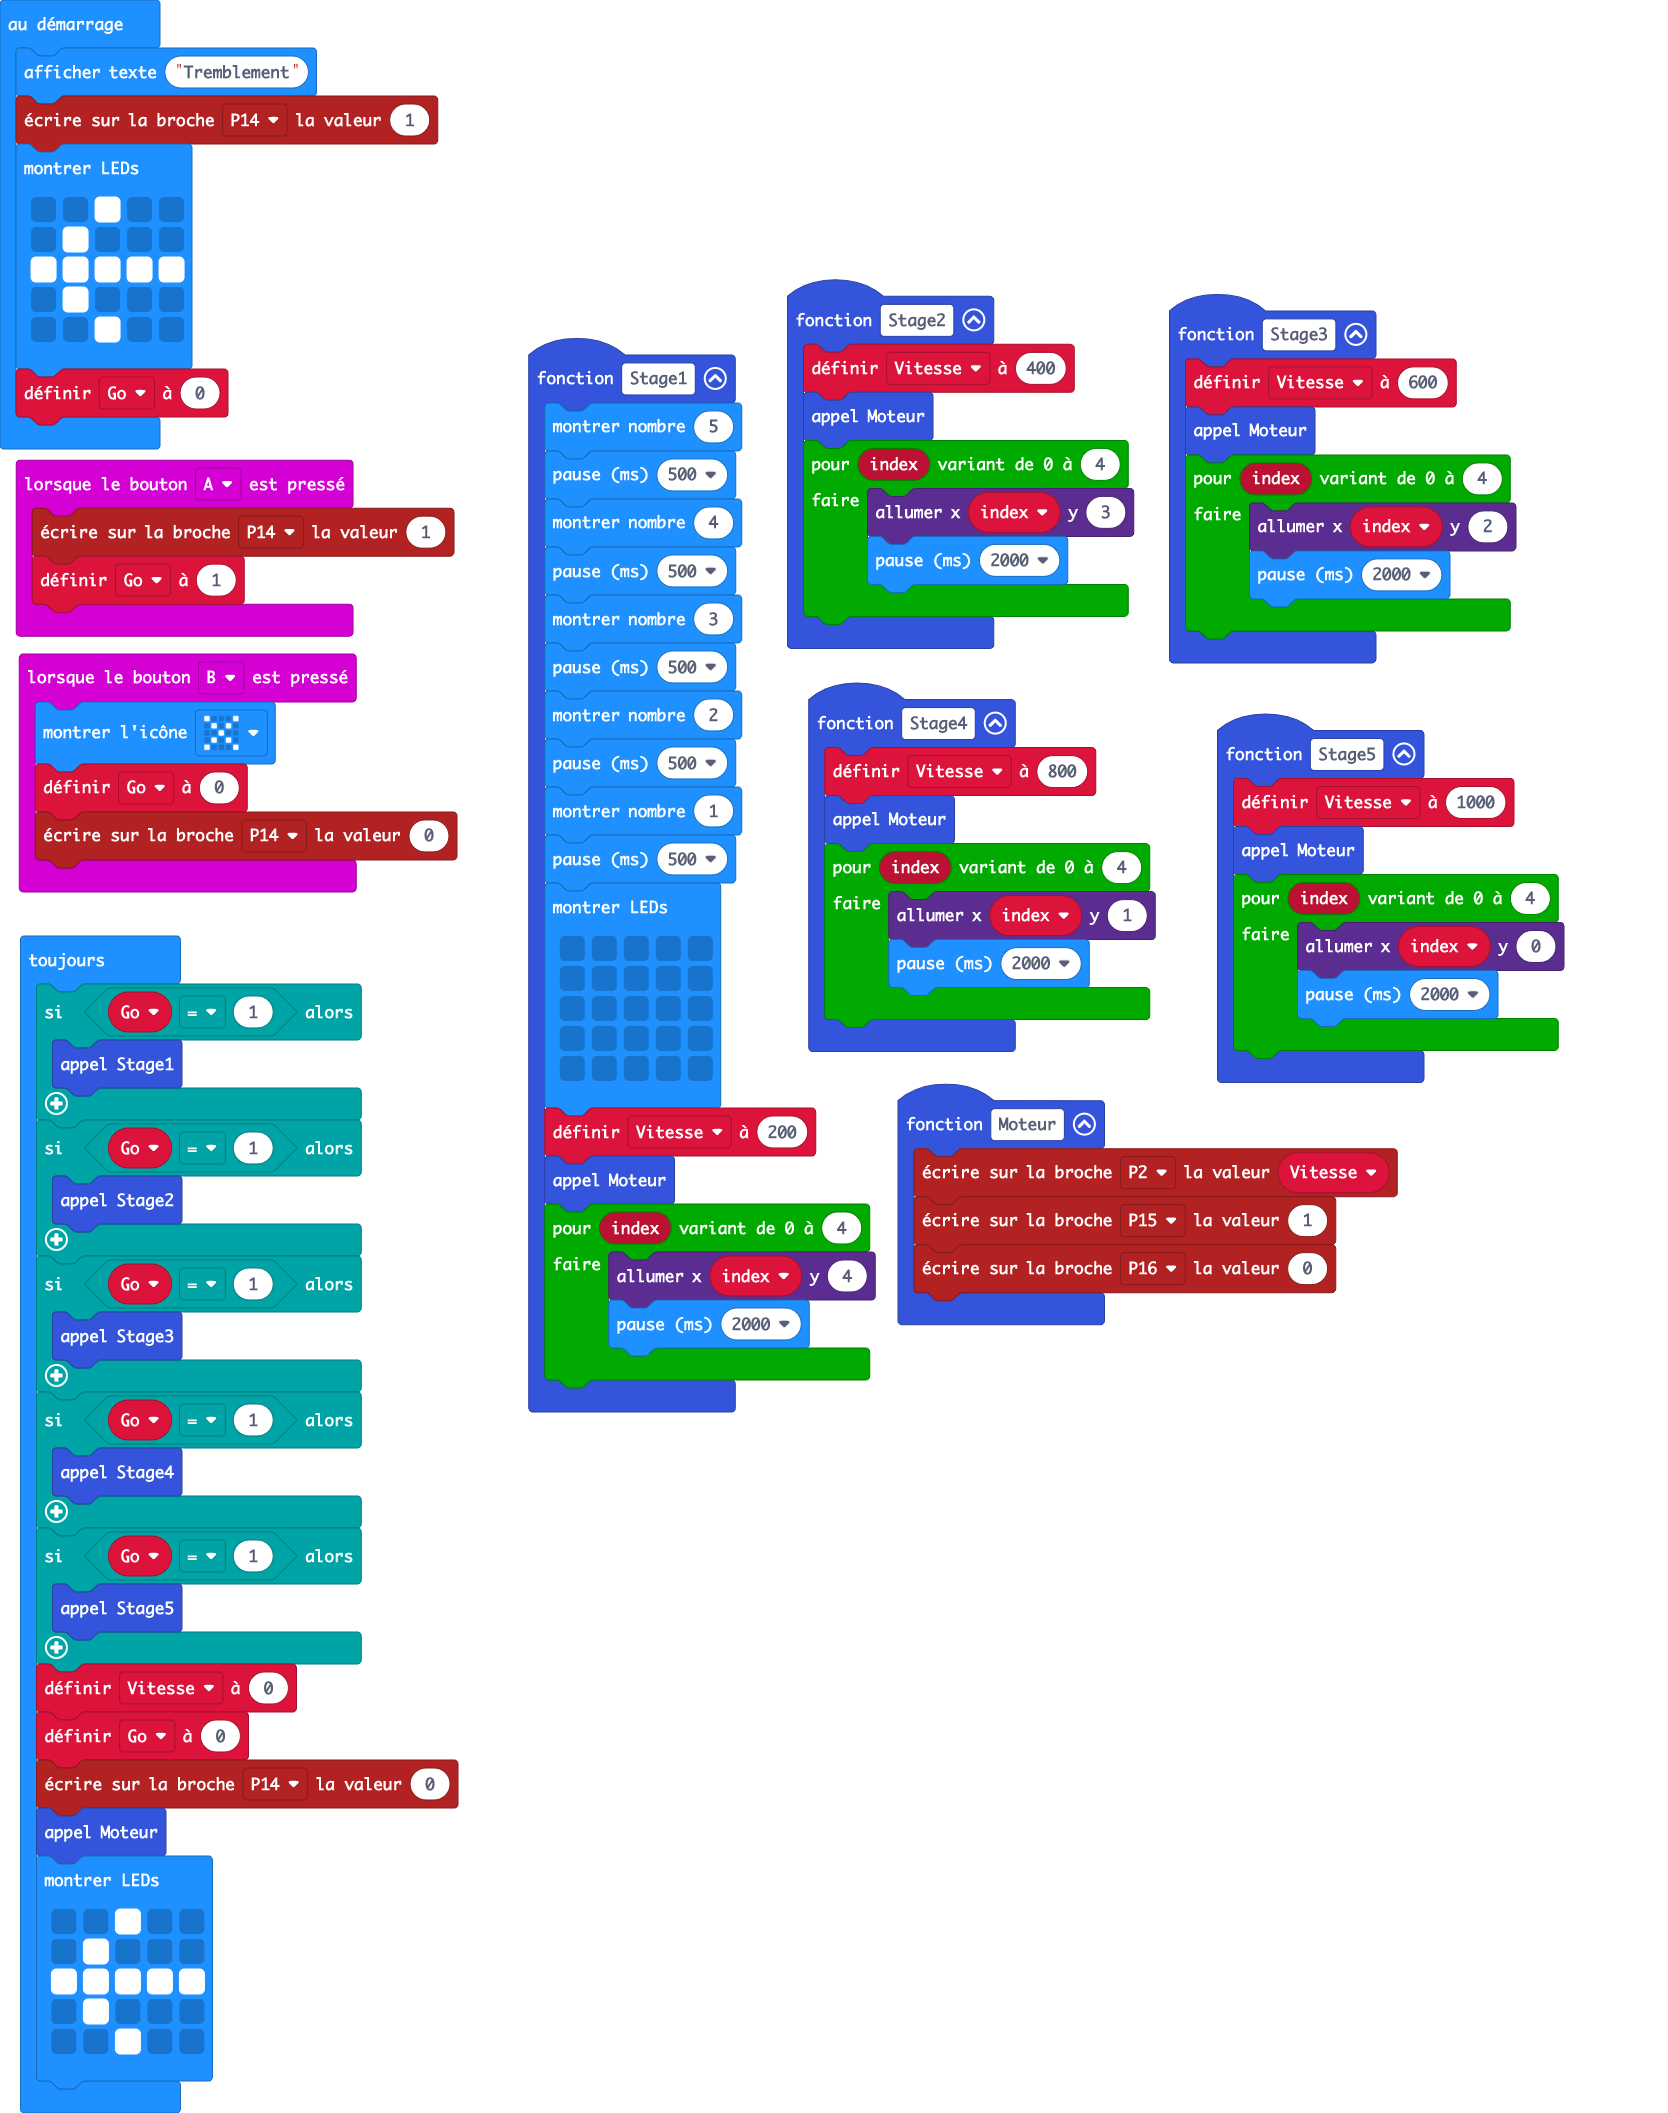 au démarrage
afficher texte "Tremblement"
écrire sur la broche P14 la valeur 1
montrer LEDs
définir Go à 0
lorsque le bouton A est pressé
écrire sur la broche P14 la valeur 1
définir Go à 1
lorsque le bouton B est pressé
montrer l'icône
définir Go à 0
écrire sur la broche P14 la valeur 0
toujours
si Go = 1 alors
appel Stage1
si Go = 1 alors
appel Stage2
si Go = 1 alors
appel Stage3
si Go = 1 alors
appel Stage4
si Go = 1 alors
appel Stage5
définir Vitesse à 0
définir Go à 0
écrire sur la broche P14 la valeur 0
appel Moteur
montrer LEDs
fonction Stage1
montrer nombre 5
pause (ms) 500
montrer nombre 4
pause (ms) 500
montrer nombre 3
pause (ms) 500
montrer nombre 2
pause (ms) 500
montrer nombre 1
pause (ms) 500
montrer LEDs
définir Vitesse à 200
appel Moteur
pour index variant de 0 à 4
faire allumer x index y 4
pause (ms) 2000
fonction Stage2
définir Vitesse à 400
appel Moteur
pour index variant de 0 à 4
faire allumer x index y 3
pause (ms) 2000
fonction Stage3
définir Vitesse à 600
appel Moteur
pour index variant de 0 à 4
faire allumer x index y 2
pause (ms) 2000
fonction Stage4
définir Vitesse à 800
appel Moteur
pour index variant de 0 à 4
faire allumer x index y 1
pause (ms) 2000
fonction Stage5
définir Vitesse à 1000
appel Moteur
pour index variant de 0 à 4
faire allumer x index y 0
pause (ms) 2000
fonction Moteur
écrire sur la broche P2 la valeur Vitesse
écrire sur la broche P15 la valeur 1
écrire sur la broche P16 la valeur 0